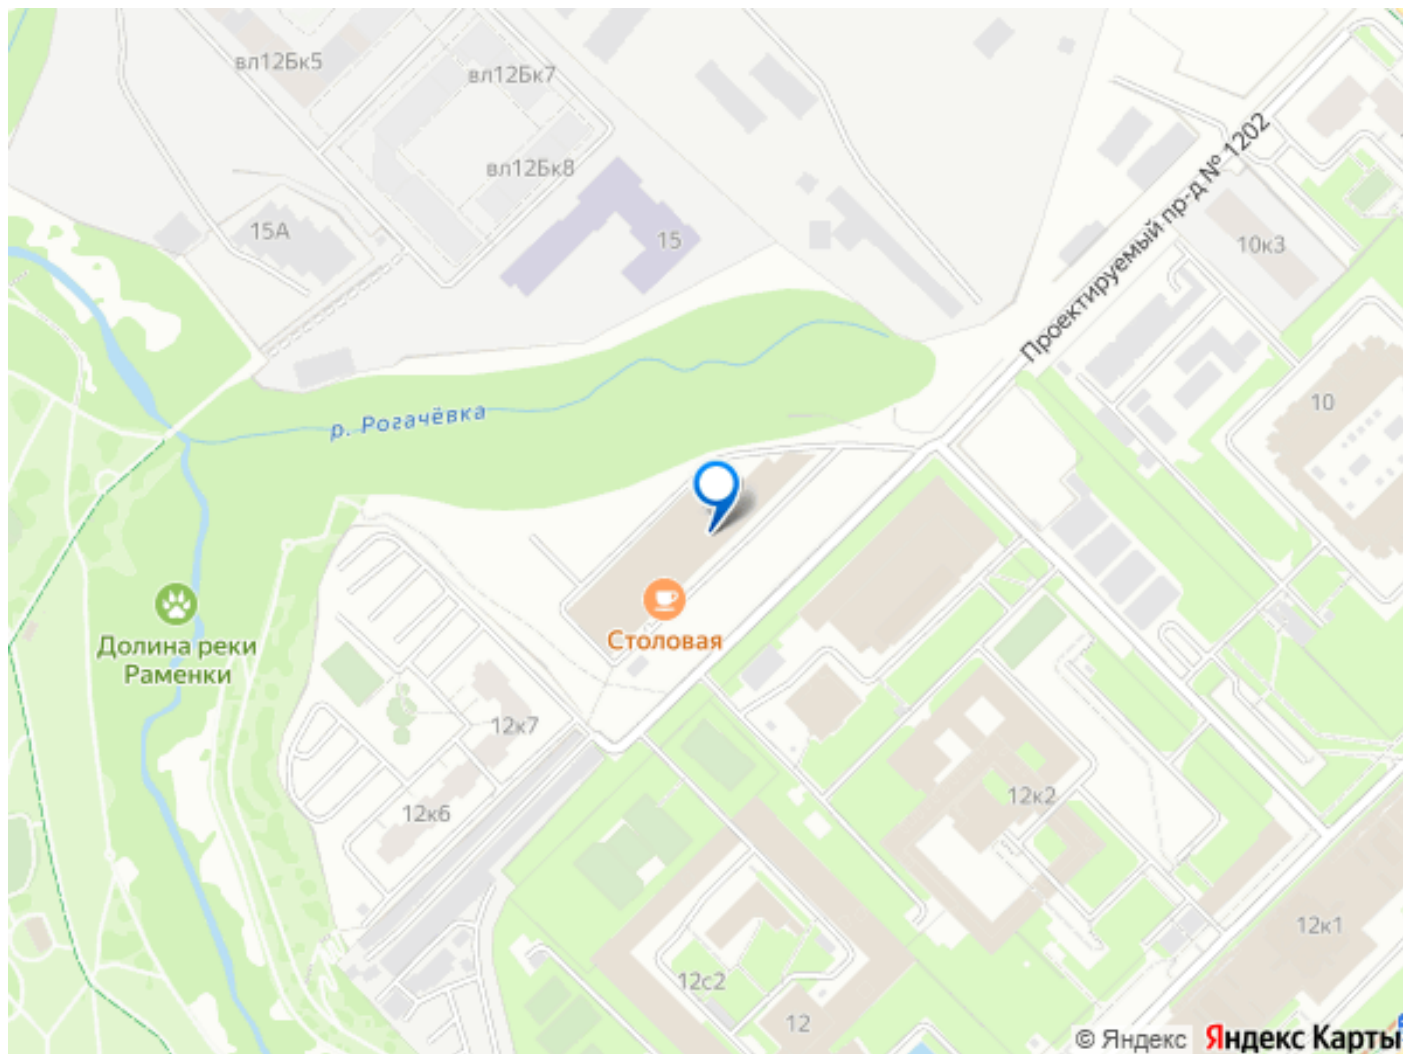 вл12Бк5
вл12Бк7
вл12Бк8
15А
15
Проектируемый пр-д № 1202
10к3
10
р. Рогачёвка
Долина реки
Раменки
Столовая
12к7
12к6
12к2
12к1
12с2
12
© Яндекс Яндекс Карты